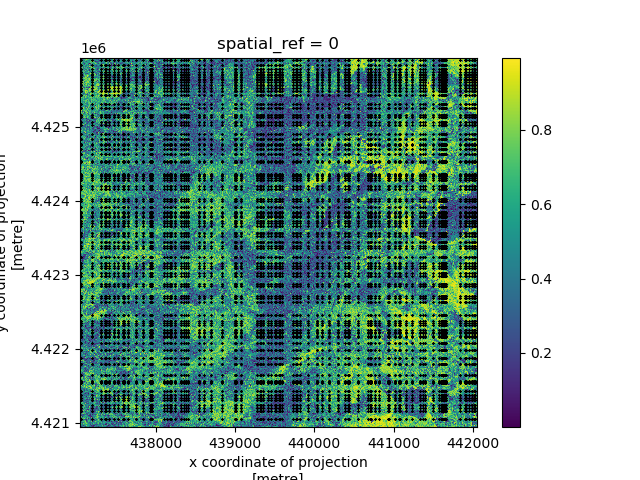 spatial_ref = 0
1e6
4.425
4.424
4.423
4.422
4.421
y coordinate of projection
[metre]
438000 439000 440000 441000 442000
x coordinate of projection
[metre]
0.8
0.6
0.4
0.2